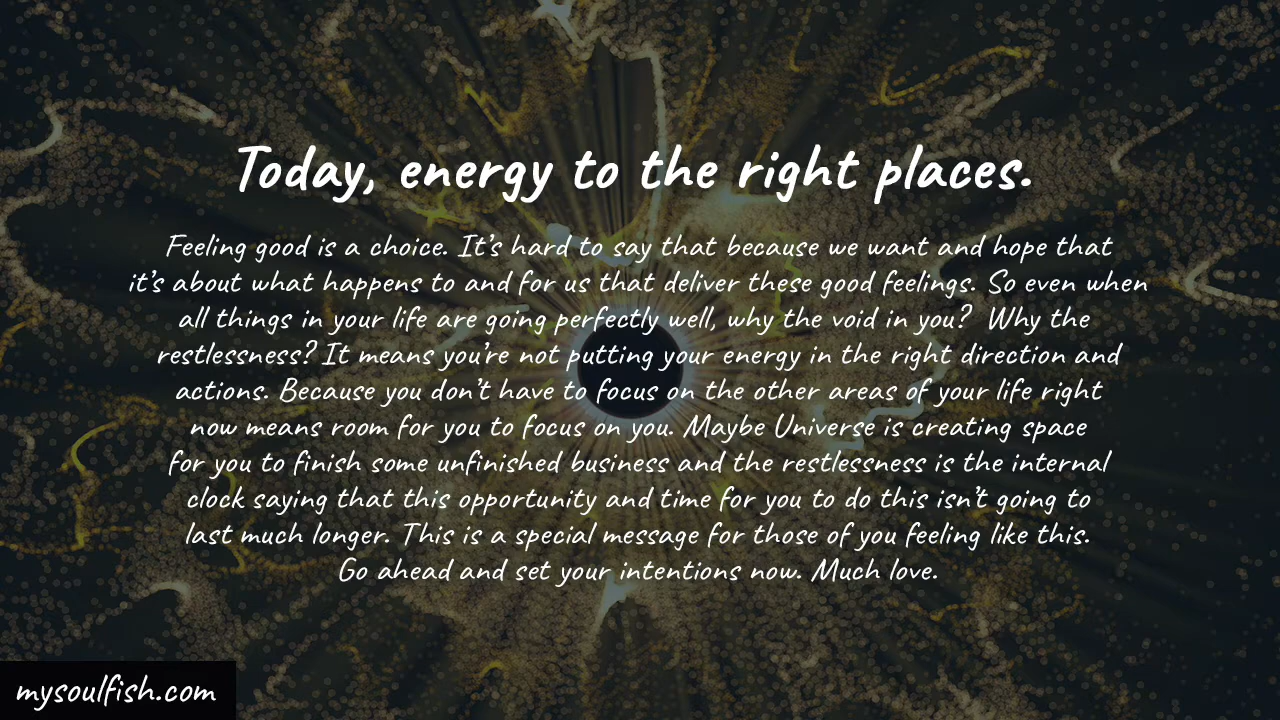 Today, energy to the right places.
Feeling good is a choice. It's hard to say that because we want and hope that
it's about what happens to and for us that deliver these good feelings. So even when
all things in your life are going perfectly well, why the void in you?  Why the
restlessness? It means you're not putting your energy in the right direction and
actions. Because you don't have to focus on the other areas of your life right
now means room for you to focus on you. Maybe Universe is creating space
for you to finish some unfinished business and the restlessness is the internal
clock saying that this opportunity and time for you to do this isn't going to
last much longer. This is a special message for those of you feeling like this.
Go ahead and set your intentions now. Much love.
mysoulfish.com